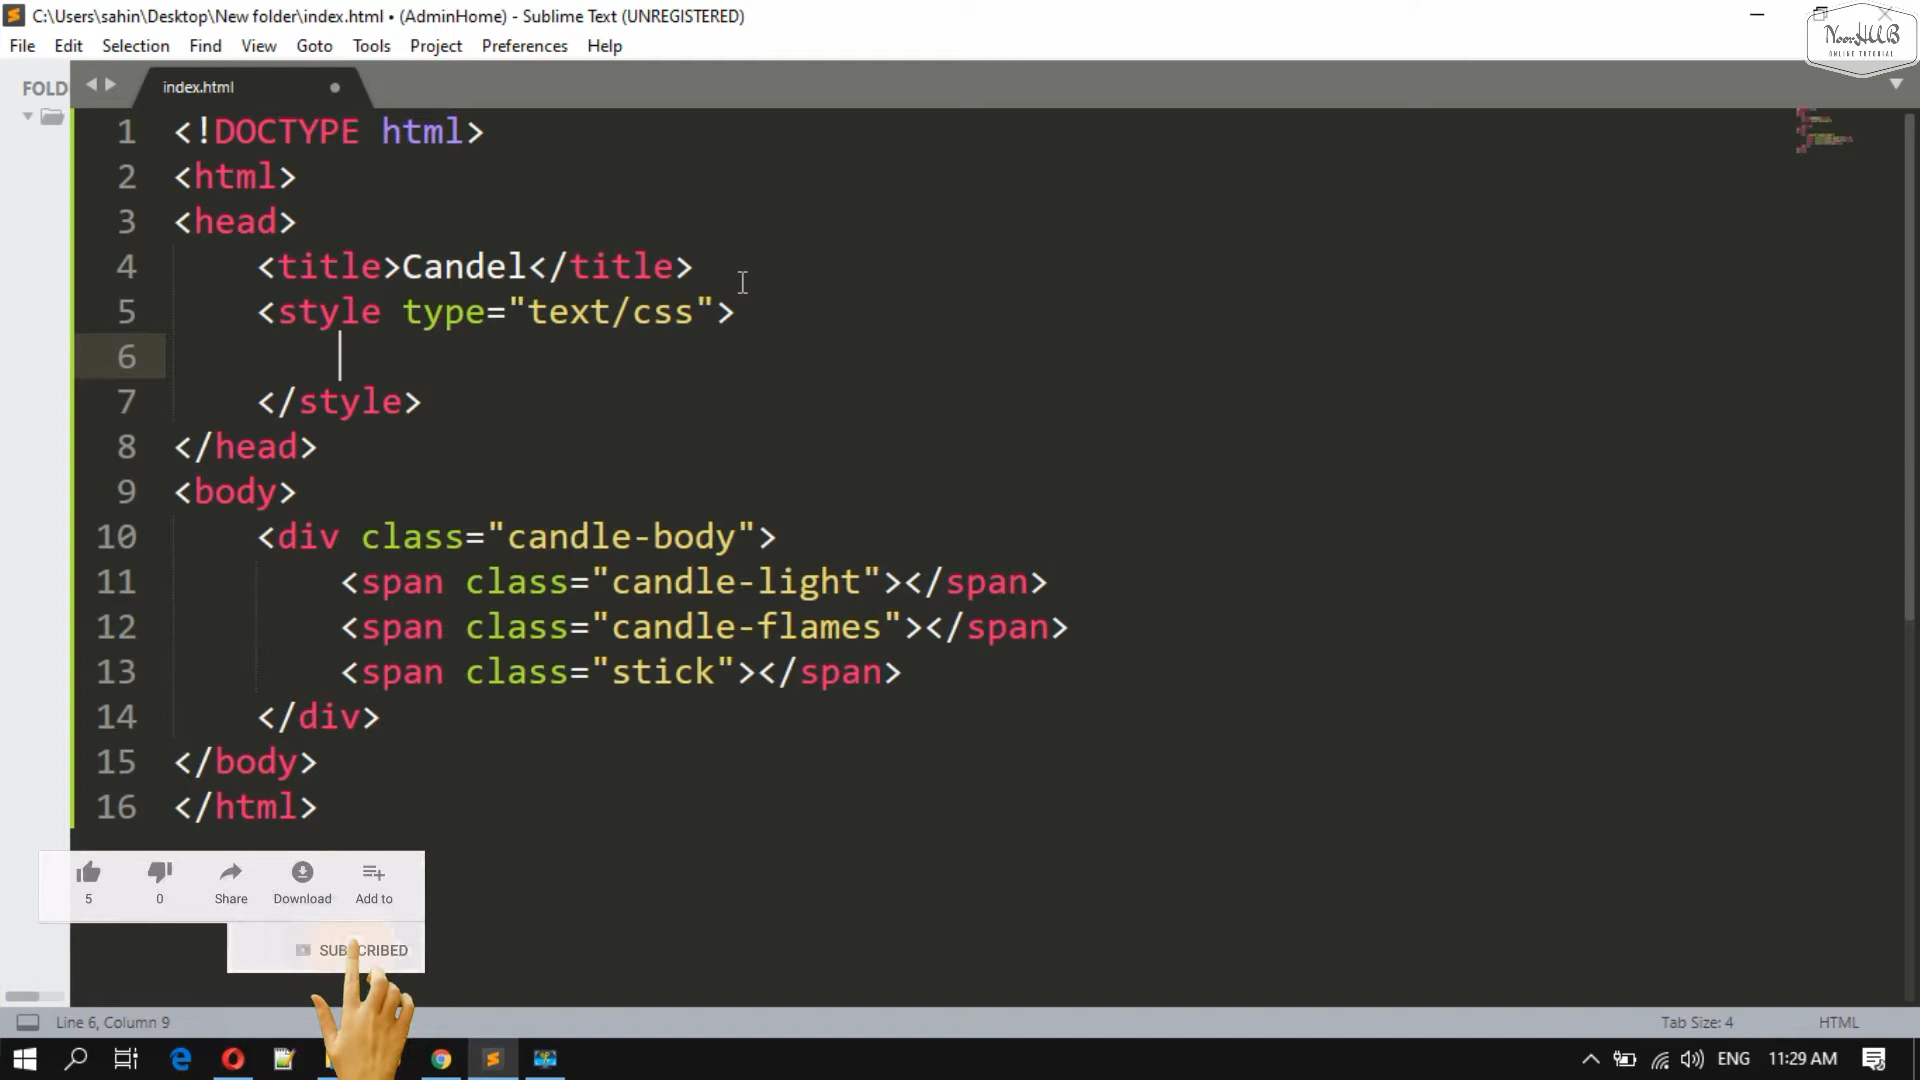 C:\Users\sahin\Desktop\New folder\index.html • (AdminHome) - Sublime Text (UNREGISTERED)
File Edit Selection Find View Goto Tools Project Preferences Help
NoorHUB
ONLINE TUTORIAL
FOLD
index.html
1 <!DOCTYPE html>
2 <html>
3 <head>
4 <title>Candel</title>
5 <style type="text/css">
6
7 </style>
8 </head>
9 <body>
10 <div class="candle-body">
11 <span class="candle-light"></span>
12 <span class="candle-flames"></span>
13 <span class="stick"></span>
14 </div>
15 </body>
16 </html>
5 0 Share Download Add to
SUBSCRIBED
Line 6, Column 9 Tab Size: 4 HTML
ENG 11:29 AM